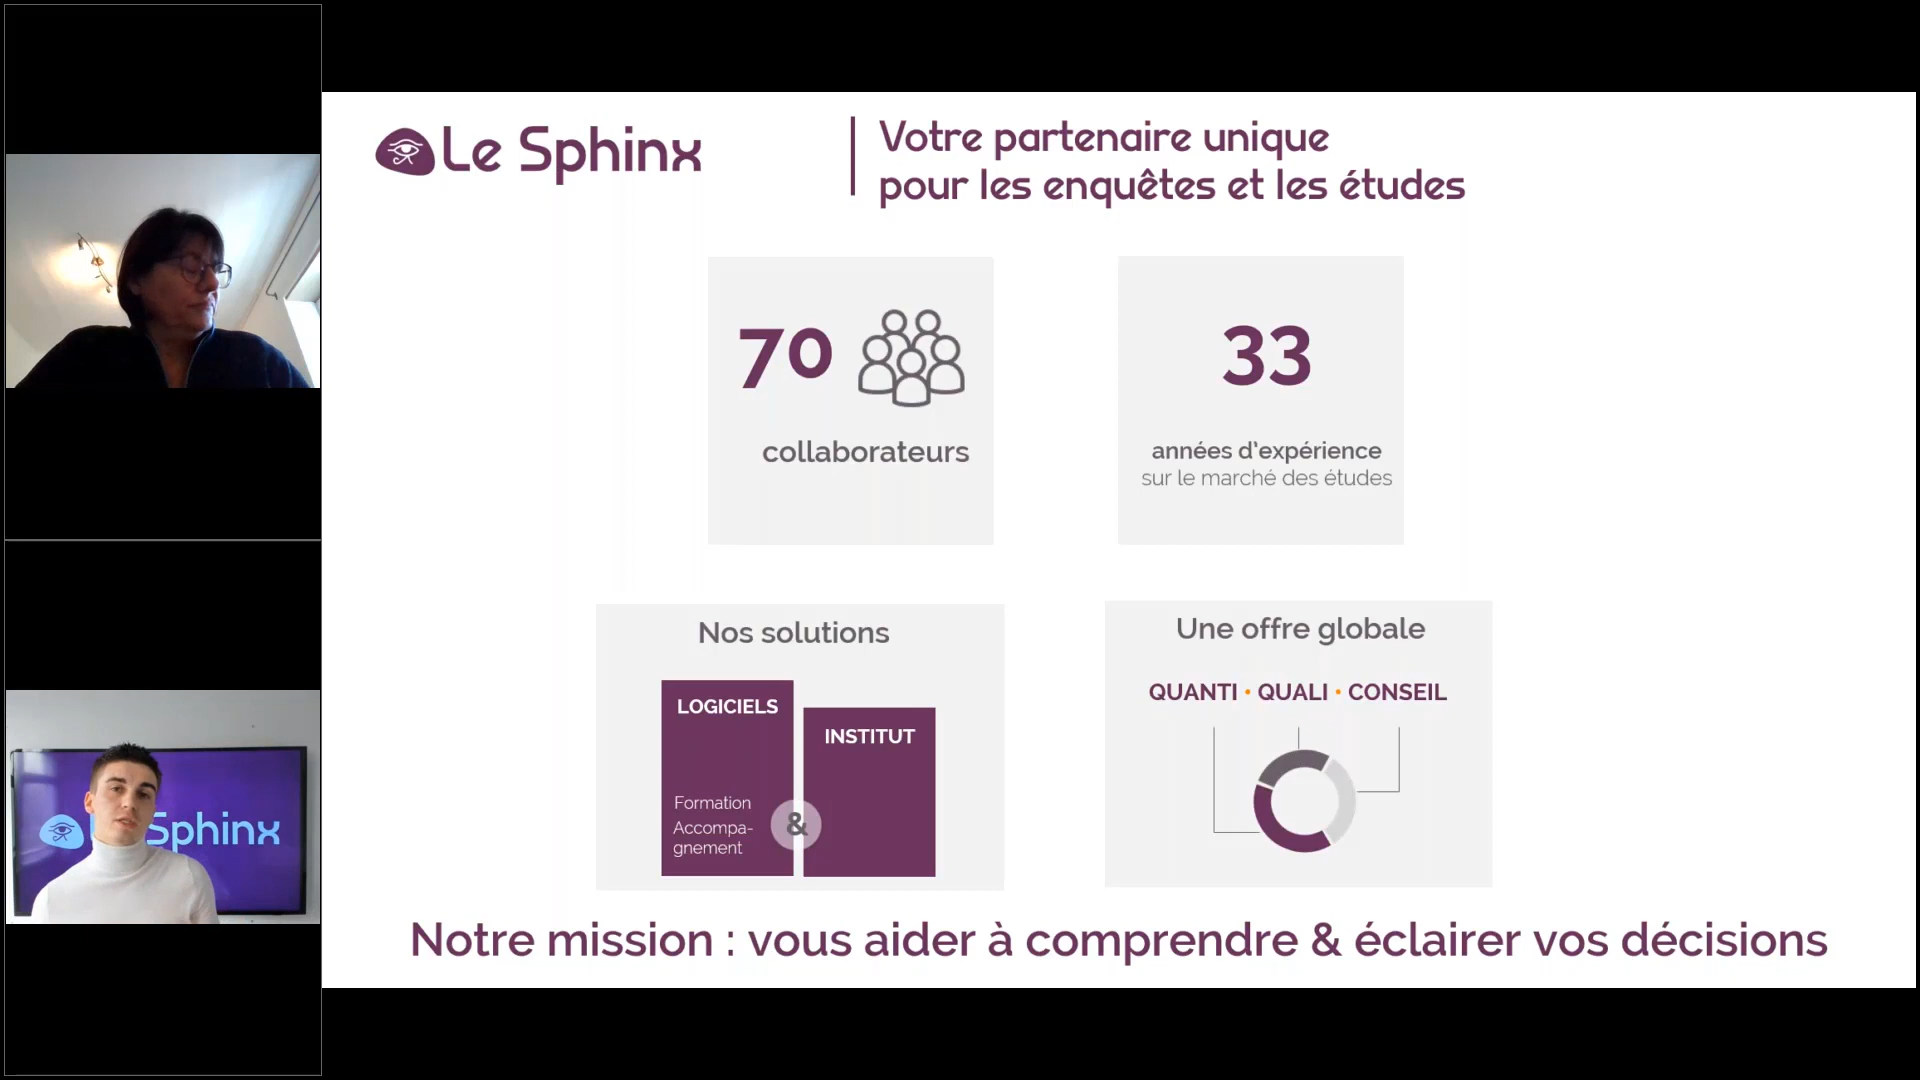 Le Sphinx
Votre partenaire unique
pour les enquêtes et les études
70
collaborateurs
33
années d'expérience
sur le marché des études
Nos solutions
LOGICIELS
Formation
Accompa-
gnement
&
INSTITUT
Une offre globale
QUANTI • QUALI • CONSEIL
Notre mission : vous aider à comprendre & éclairer vos décisions
Sphinx